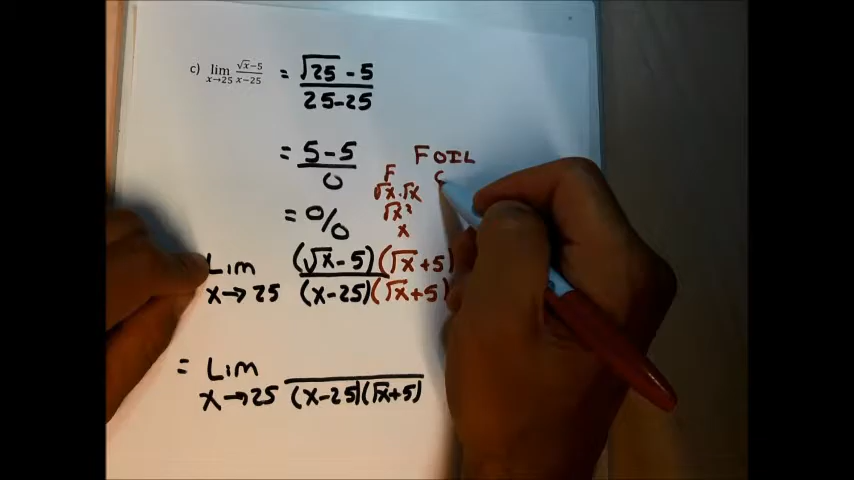 c) lim x→25 √x−5 / x−25 = √25 - 5 / 25-25
= 5-5 / 0
= 0/0
FOIL
F O
√x·√x
√x²
x
Lim x→25 (√x-5)(√x+5) / (x-25)(√x+5)
= Lim x→25 / (x-25)(√x+5)